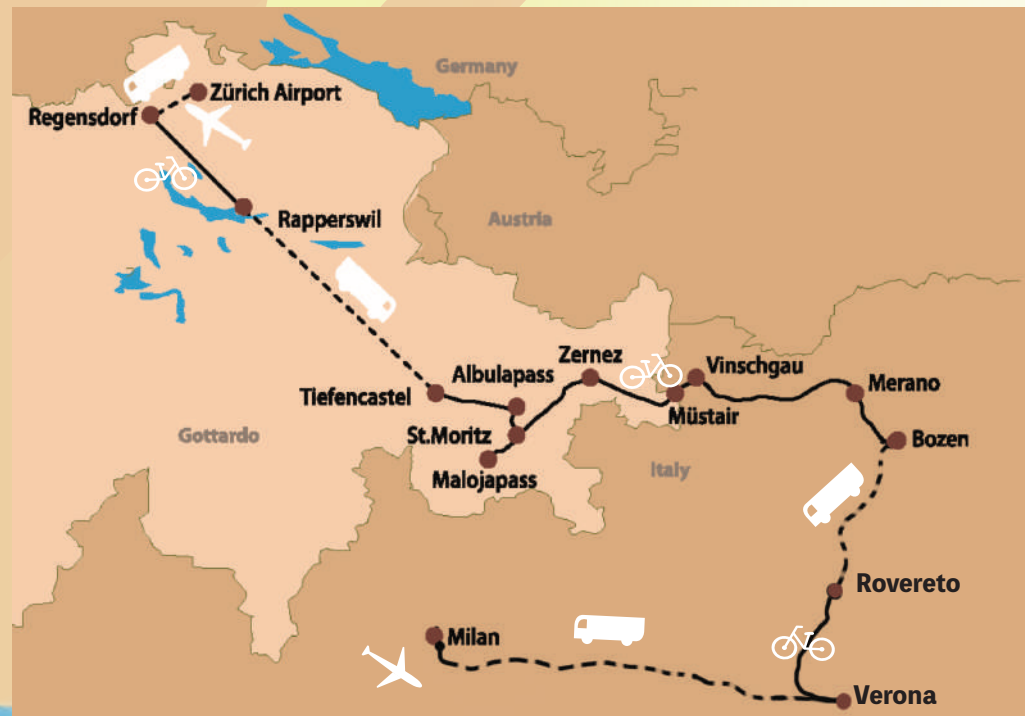 Germany
Zürich Airport
Regensdorf
Rapperswil
Austria
Zernez
Vinschgau
Albulapass
Merano
Tiefencastel
Müstair
St.Moritz
Gottardo
Bozen
Italy
Malojapass
Rovereto
Milan
Verona